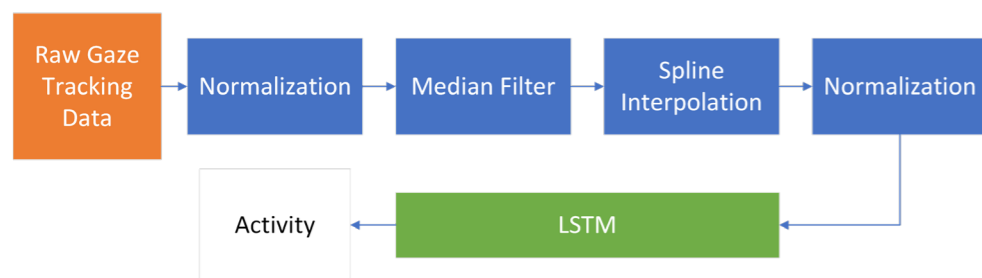 Raw Gaze
Tracking
Data
Normalization
Median Filter
Spline
Interpolation
Normalization
Activity
LSTM